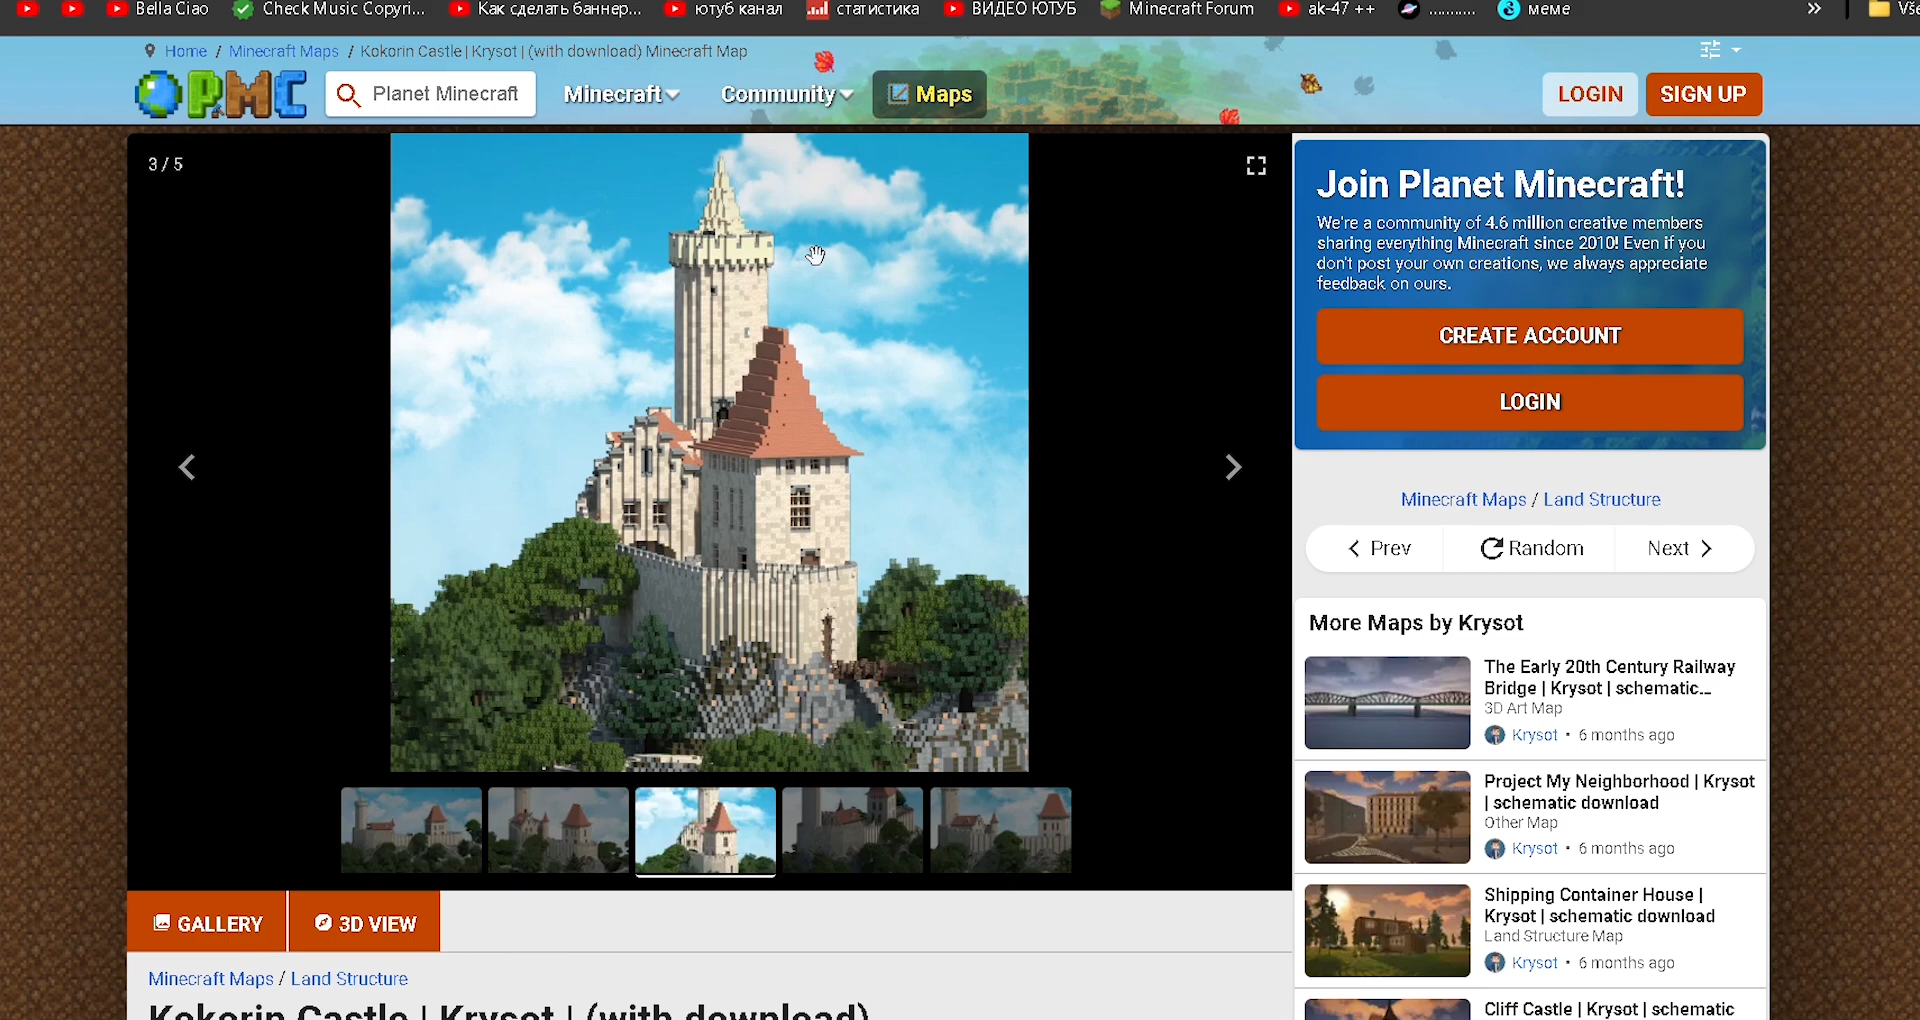 Bella Ciao
Check Music Copyri...
Как сделать баннер...
ютуб канал
статистика
ВИДЕО ЮТУБ
Minecraft Forum
ak-47 ++
...........
меме
»
Home / Minecraft Maps / Kokorin Castle | Krysot | (with download) Minecraft Map
PMC
Planet Minecraft
Minecraft
Community
Maps
LOGIN
SIGN UP
3 / 5
Join Planet Minecraft!
We're a community of 4.6 million creative members
sharing everything Minecraft since 2010! Even if you
don't post your own creations, we always appreciate
feedback on ours.
CREATE ACCOUNT
LOGIN
Minecraft Maps / Land Structure
Prev
Random
Next
More Maps by Krysot
The Early 20th Century Railway
Bridge | Krysot | schematic...
3D Art Map
Krysot • 6 months ago
Project My Neighborhood | Krysot
| schematic download
Other Map
Krysot • 6 months ago
Shipping Container House |
Krysot | schematic download
Land Structure Map
Krysot • 6 months ago
Cliff Castle | Krysot | schematic
GALLERY
3D VIEW
Minecraft Maps / Land Structure
Kokorin Castle | Krysot | (with download)